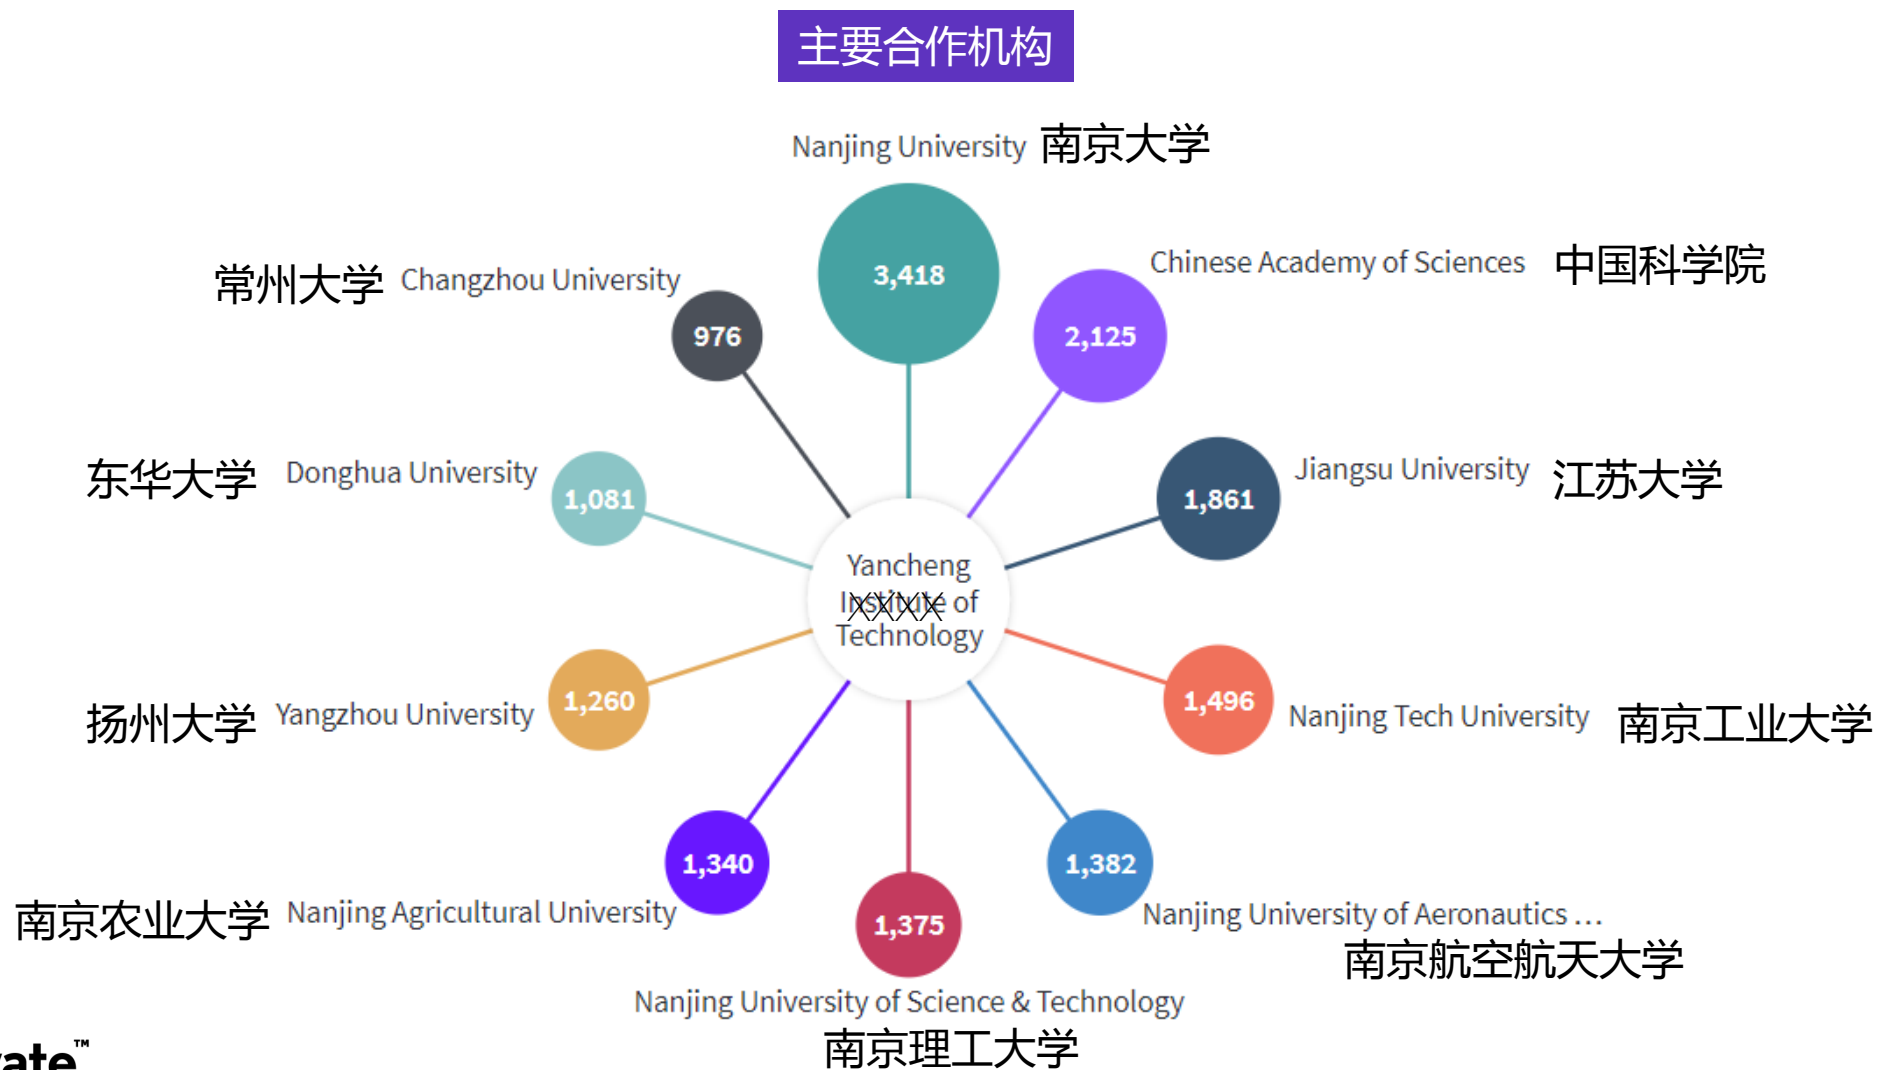 主要合作机构
Nanjing University 南京大学
3,418
Chinese Academy of Sciences 中国科学院
2,125
Jiangsu University 江苏大学
1,861
Nanjing Tech University 南京工业大学
1,496
Nanjing University of Aeronautics ...
南京航空航天大学
1,382
Nanjing University of Science & Technology
南京理工大学
1,375
南京农业大学 Nanjing Agricultural University
1,340
扬州大学 Yangzhou University
1,260
东华大学 Donghua University
1,081
常州大学 Changzhou University
976
Yancheng
Institute of
XXXX
Technology